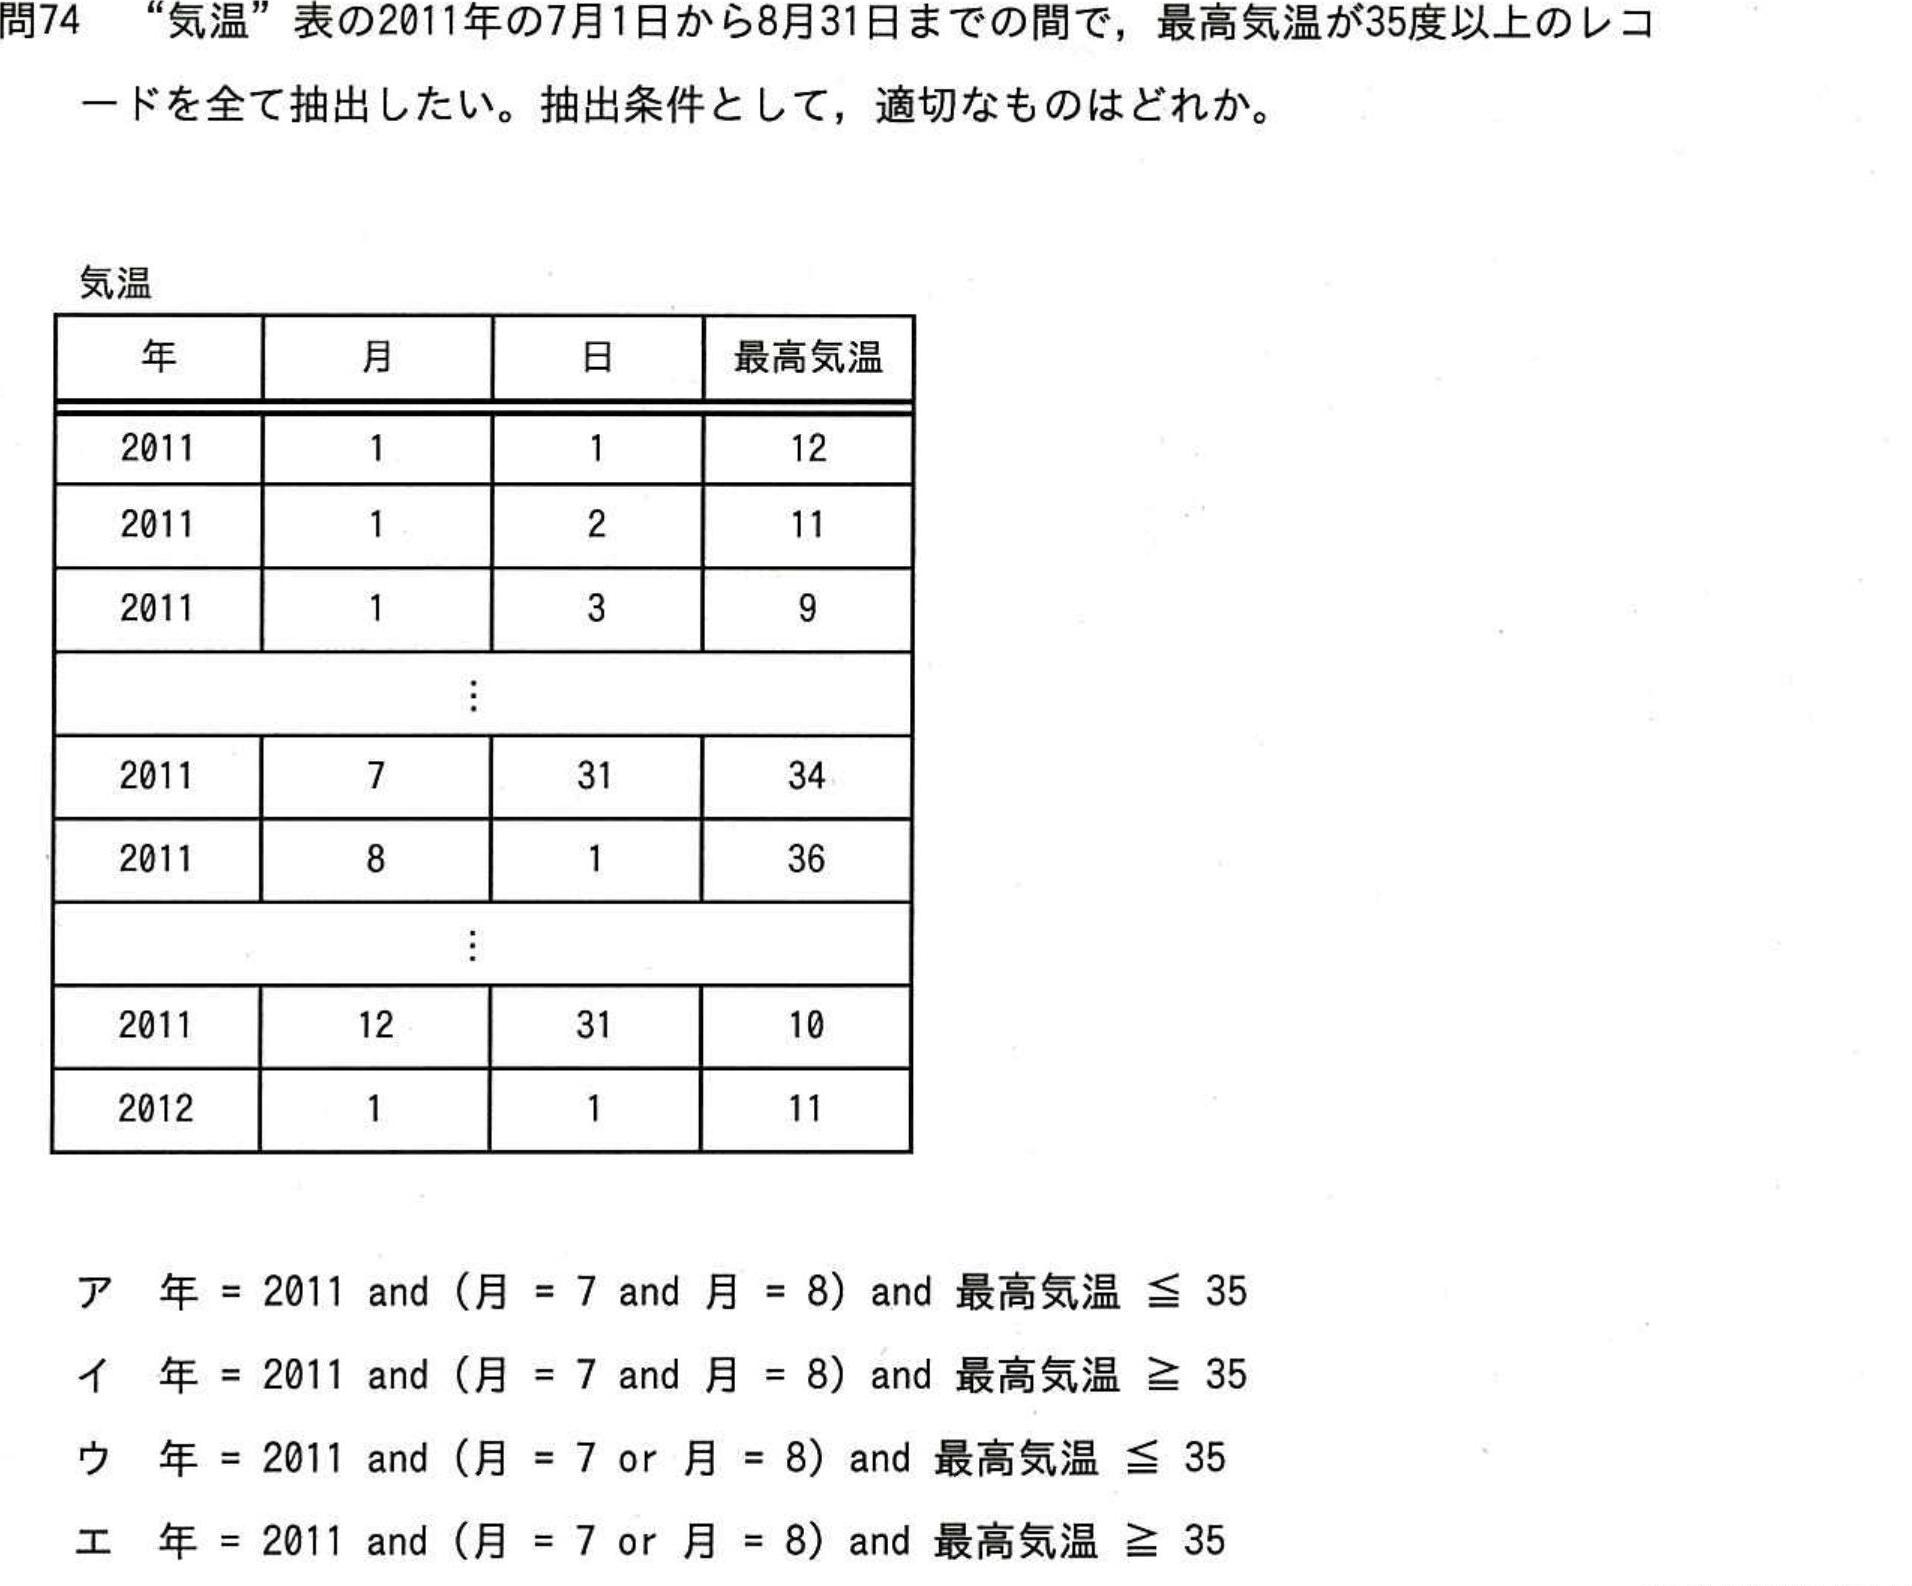 問74 “気温”表の2011年の7月1日から8月31日までの間で，最高気温が35度以上のレコ
ードを全て抽出したい。抽出条件として，適切なものはどれか。
気温
年 月 日 最高気温
2011 1 1 12
2011 1 2 11
2011 1 3 9
⋮
2011 7 31 34
2011 8 1 36
⋮
2011 12 31 10
2012 1 1 11
ア 年 = 2011 and (月 = 7 and 月 = 8) and 最高気温 ≦ 35
イ 年 = 2011 and (月 = 7 and 月 = 8) and 最高気温 ≧ 35
ウ 年 = 2011 and (月 = 7 or 月 = 8) and 最高気温 ≦ 35
エ 年 = 2011 and (月 = 7 or 月 = 8) and 最高気温 ≧ 35